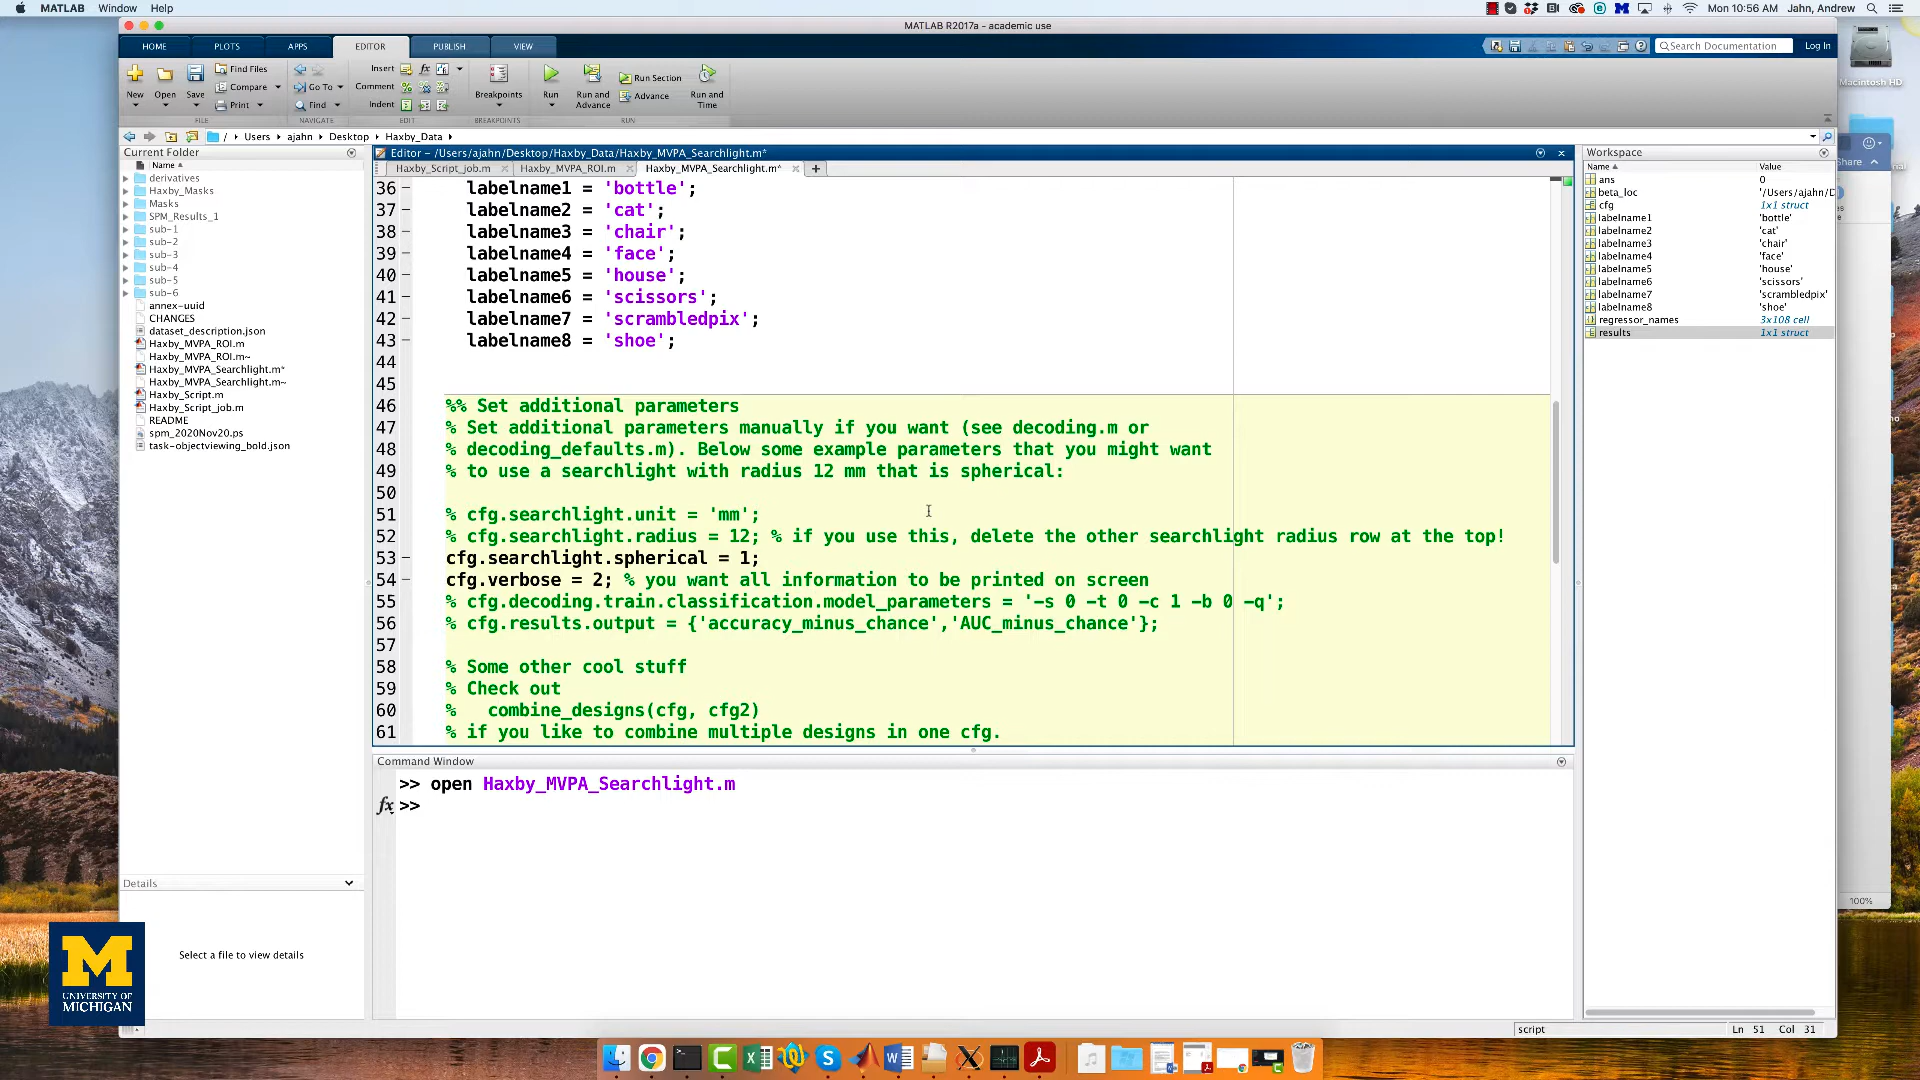 MATLAB Window Help
Mon 10:56 AM Jahn, Andrew
MATLAB R2017a - academic use
HOME PLOTS APPS EDITOR PUBLISH VIEW
Search Documentation Log In
New Open Save
Find Files
Compare
Print
Go To
Find
Insert
Comment
Indent
Breakpoints
Run
Run and Advance
Run Section
Advance
Run and Time
FILE NAVIGATE EDIT BREAKPOINTS RUN
/ Users ajahn Desktop Haxby_Data
Current Folder
Name
derivatives
Haxby_Masks
Masks
SPM_Results_1
sub-1
sub-2
sub-3
sub-4
sub-5
sub-6
annex-uuid
CHANGES
dataset_description.json
Haxby_MVPA_ROI.m
Haxby_MVPA_ROI.m~
Haxby_MVPA_Searchlight.m*
Haxby_MVPA_Searchlight.m~
Haxby_Script.m
Haxby_Script_job.m
README
spm_2020Nov20.ps
task-objectviewing_bold.json
Details
Select a file to view details
Editor - /Users/ajahn/Desktop/Haxby_Data/Haxby_MVPA_Searchlight.m*
Haxby_Script_job.m Haxby_MVPA_ROI.m Haxby_MVPA_Searchlight.m*
36 labelname1 = 'bottle';
37 labelname2 = 'cat';
38 labelname3 = 'chair';
39 labelname4 = 'face';
40 labelname5 = 'house';
41 labelname6 = 'scissors';
42 labelname7 = 'scrambledpix';
43 labelname8 = 'shoe';
44
45
46 %% Set additional parameters
47 % Set additional parameters manually if you want (see decoding.m or
48 % decoding_defaults.m). Below some example parameters that you might want
49 % to use a searchlight with radius 12 mm that is spherical:
50
51 % cfg.searchlight.unit = 'mm';
52 % cfg.searchlight.radius = 12; % if you use this, delete the other searchlight radius row at the top!
53 cfg.searchlight.spherical = 1;
54 cfg.verbose = 2; % you want all information to be printed on screen
55 % cfg.decoding.train.classification.model_parameters = '-s 0 -t 0 -c 1 -b 0 -q';
56 % cfg.results.output = {'accuracy_minus_chance','AUC_minus_chance'};
57
58 % Some other cool stuff
59 % Check out
60 % combine_designs(cfg, cfg2)
61 % if you like to combine multiple designs in one cfg.
Command Window
>> open Haxby_MVPA_Searchlight.m
fx >>
Workspace
Name Value
ans 0
beta_loc '/Users/ajahn/D
cfg 1x1 struct
labelname1 'bottle'
labelname2 'cat'
labelname3 'chair'
labelname4 'face'
labelname5 'house'
labelname6 'scissors'
labelname7 'scrambledpix'
labelname8 'shoe'
regressor_names 3x108 cell
results 1x1 struct
script Ln 51 Col 31
Macintosh HD
Share
100%
UNIVERSITY OF
MICHIGAN